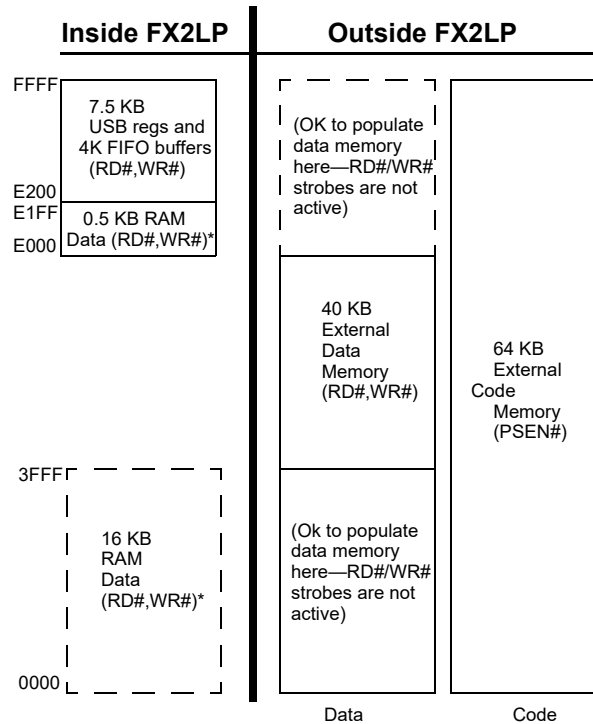 Inside FX2LP
Outside FX2LP
FFFF
7.5 KB
USB regs and
4K FIFO buffers
(RD#,WR#)
E200
E1FF
0.5 KB RAM
Data (RD#,WR#)*
E000
(OK to populate
data memory
here—RD#/WR#
strobes are not
active)
40 KB
External
Data
Memory
(RD#,WR#)
64 KB
External
Code
Memory
(PSEN#)
3FFF
16 KB
RAM
Data
(RD#,WR#)*
(Ok to populate
data memory
here—RD#/WR#
strobes are not
active)
0000
Data
Code